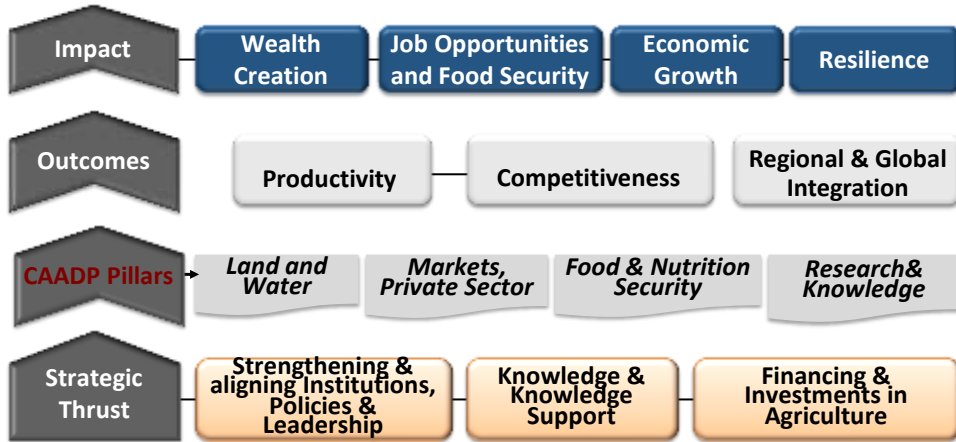 Impact
Wealth
Creation
Job Opportunities
and Food Security
Economic
Growth
Resilience
Outcomes
Productivity
Competitiveness
Regional & Global
Integration
CAADP Pillars
Land and
Water
Markets,
Private Sector
Food & Nutrition
Security
Research&
Knowledge
Strategic
Thrust
Strengthening &
aligning Institutions,
Policies &
Leadership
Knowledge &
Knowledge
Support
Financing &
Investments in
Agriculture